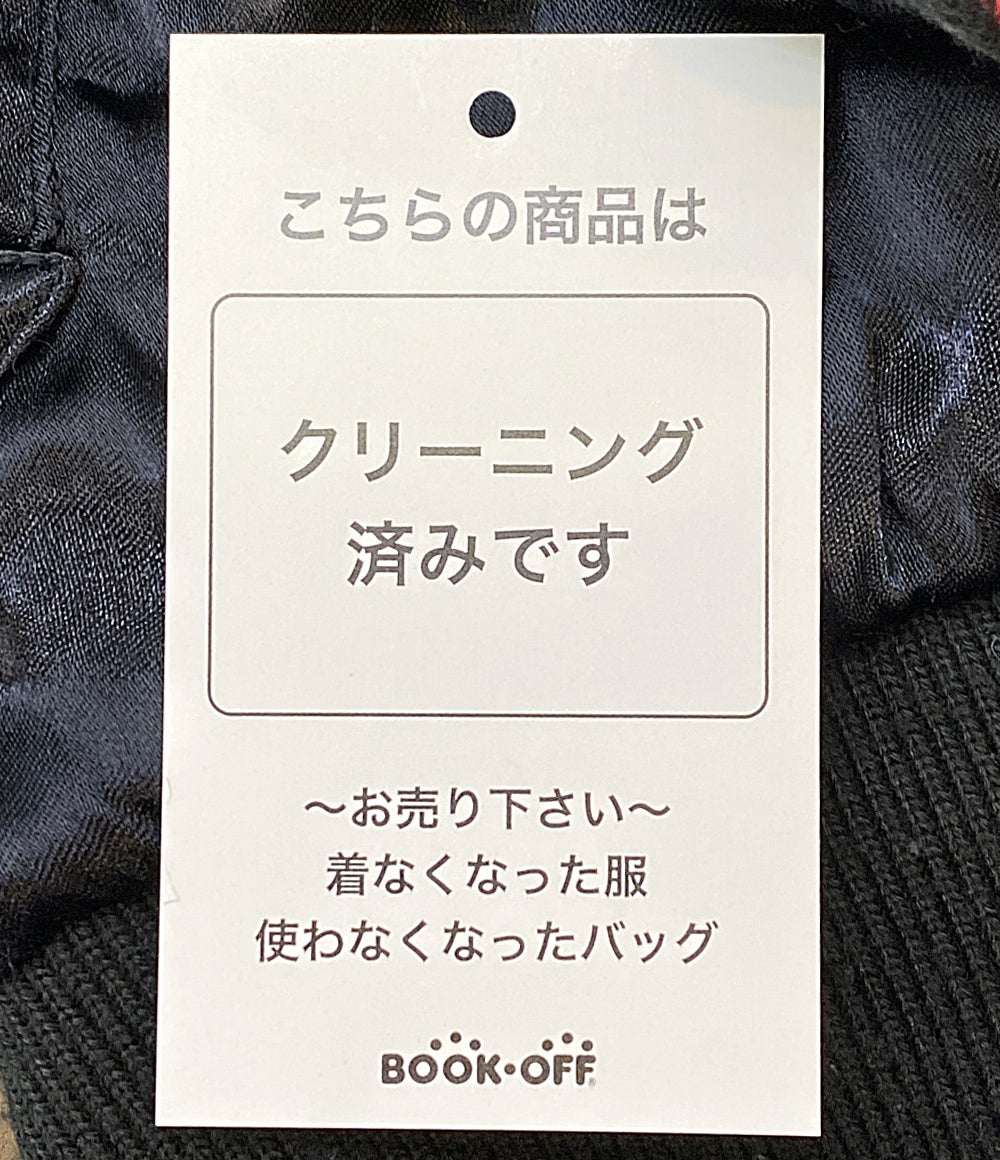 こちらの商品は
クリーニング
済みです
～お売り下さい～
着なくなった服
使わなくなったバッグ
BOOK・OFF